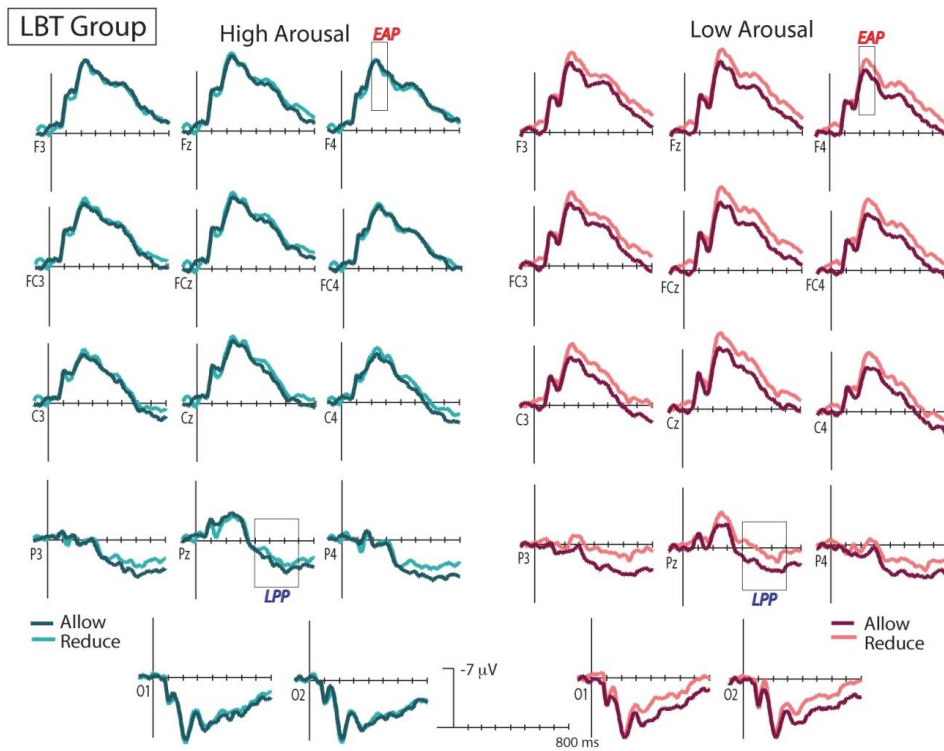 LBT Group
High Arousal
EAP
Low Arousal
EAP
F3
Fz
F4
F3
Fz
F4
FC3
FCz
FC4
FC3
FCz
FC4
C3
Cz
C4
C3
Cz
C4
P3
Pz
P4
P3
Pz
P4
LPP
LPP
Allow
Reduce
Allow
Reduce
O1
O2
-7 μV
800 ms
O1
O2